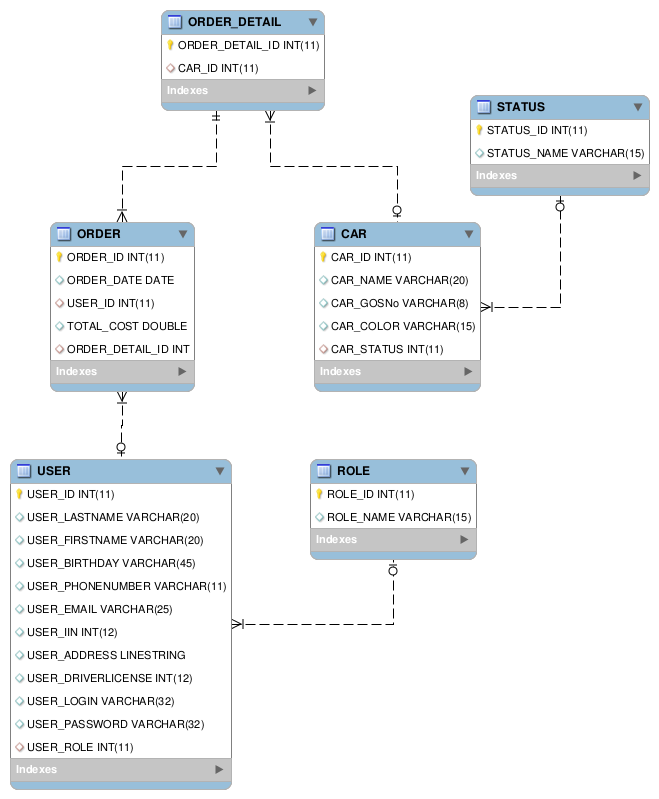 ORDER_DETAIL
ORDER_DETAIL_ID INT(11)
CAR_ID INT(11)
Indexes
STATUS
STATUS_ID INT(11)
STATUS_NAME VARCHAR(15)
Indexes
ORDER
ORDER_ID INT(11)
ORDER_DATE DATE
USER_ID INT(11)
TOTAL_COST DOUBLE
ORDER_DETAIL_ID INT
Indexes
CAR
CAR_ID INT(11)
CAR_NAME VARCHAR(20)
CAR_GOSNo VARCHAR(8)
CAR_COLOR VARCHAR(15)
CAR_STATUS INT(11)
Indexes
USER
USER_ID INT(11)
USER_LASTNAME VARCHAR(20)
USER_FIRSTNAME VARCHAR(20)
USER_BIRTHDAY VARCHAR(45)
USER_PHONENUMBER VARCHAR(11)
USER_EMAIL VARCHAR(25)
USER_IIN INT(12)
USER_ADDRESS LINESTRING
USER_DRIVERLICENSE INT(12)
USER_LOGIN VARCHAR(32)
USER_PASSWORD VARCHAR(32)
USER_ROLE INT(11)
Indexes
ROLE
ROLE_ID INT(11)
ROLE_NAME VARCHAR(15)
Indexes